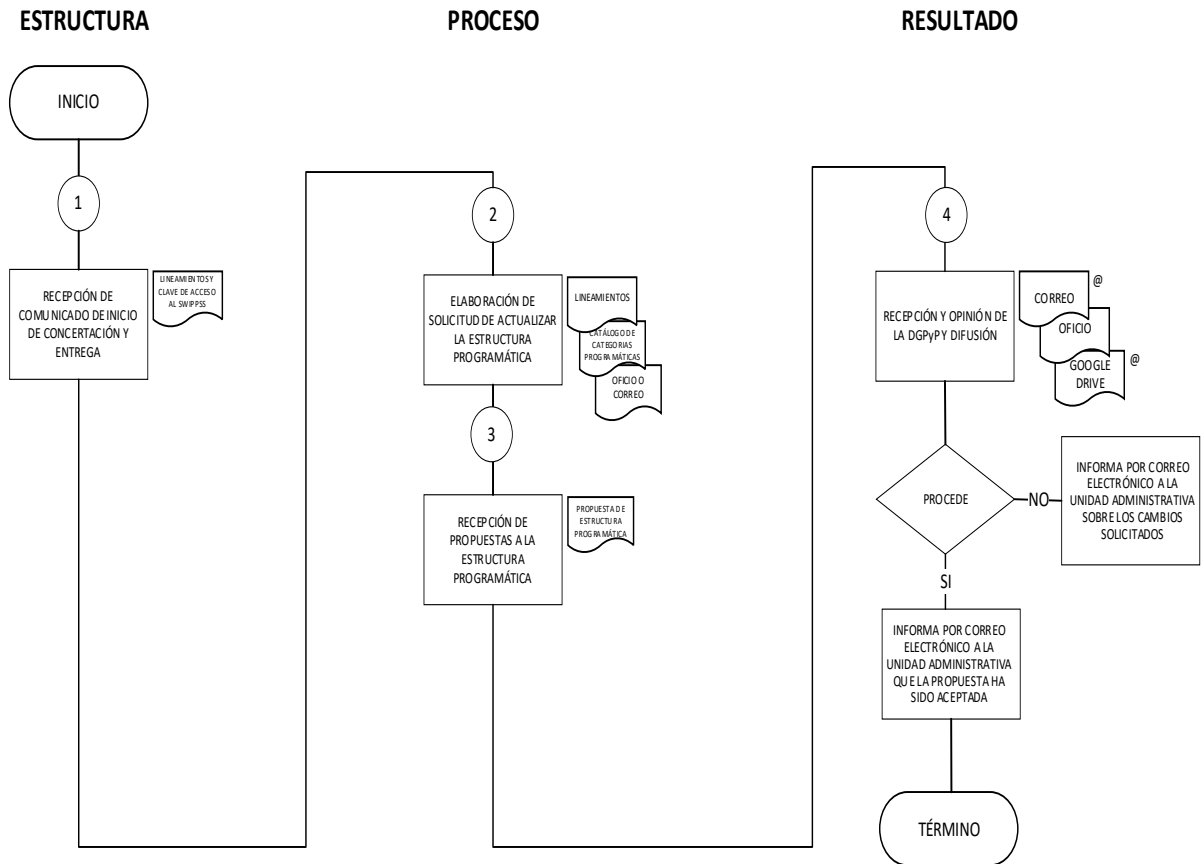 ESTRUCTURA
PROCESO
RESULTADO
INICIO
1
RECEPCIÓN DE
COMUNICADO DE INICIO
DE CONCERTACIÓN Y
ENTREGA
LINEAMIENTOS Y
CLAVE DE ACCESO
AL SWIPPSS
2
ELABORACIÓN DE
SOLICITUD DE ACTUALIZAR
LA ESTRUCTURA
PROGRAMÁTICA
LINEAMIENTOS
CATÁLOGO DE
CATEGORIAS
PROGRAMÁTICAS
OFICIO O
CORREO
3
RECEPCIÓN DE
PROPUESTAS A LA
ESTRUCTURA
PROGRAMÁTICA
PROPUESTA DE
ESTRUCTURA
PROGRAMÁTICA
4
RECEPCIÓN Y OPINIÓN DE
LA DGPyP Y DIFUSIÓN
CORREO
@
OFICIO
GOOGLE
DRIVE
@
PROCEDE
NO
INFORMA POR CORREO
ELECTRÓNICO A LA
UNIDAD ADMINISTRATIVA
SOBRE LOS CAMBIOS
SOLICITADOS
SI
INFORMA POR CORREO
ELECTRÓNICO A LA
UNIDAD ADMINISTRATIVA
QUE LA PROPUESTA HA
SIDO ACEPTADA
TÉRMINO